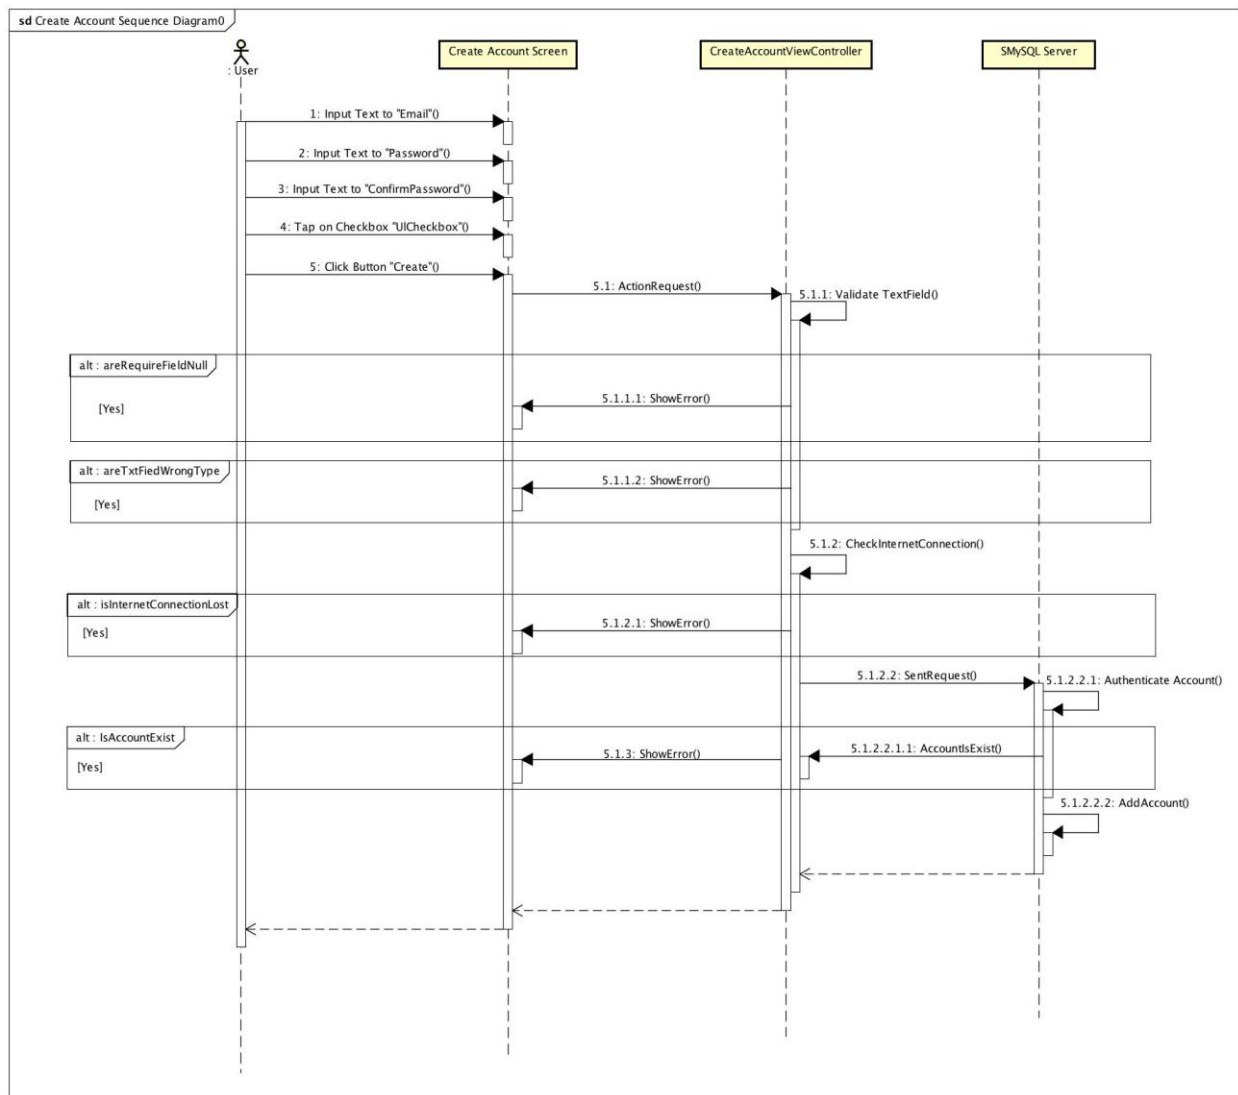 sd Create Account Sequence Diagram0
: User
Create Account Screen
CreateAccountViewController
SMySQL Server
1: Input Text to "Email"()
2: Input Text to "Password"()
3: Input Text to "ConfirmPassword"()
4: Tap on Checkbox "UICheckbox"()
5: Click Button "Create"()
5.1: ActionRequest()
5.1.1: Validate TextField()
alt : areRequireFieldNull
[Yes]
5.1.1.1: ShowError()
alt : areTxtFiedWrongType
[Yes]
5.1.1.2: ShowError()
5.1.2: CheckInternetConnection()
alt : isInternetConnectionLost
[Yes]
5.1.2.1: ShowError()
5.1.2.2: SentRequest()
5.1.2.2.1: Authenticate Account()
alt : IsAccountExist
[Yes]
5.1.3: ShowError()
5.1.2.2.1.1: AccountIsExist()
5.1.2.2.2: AddAccount()